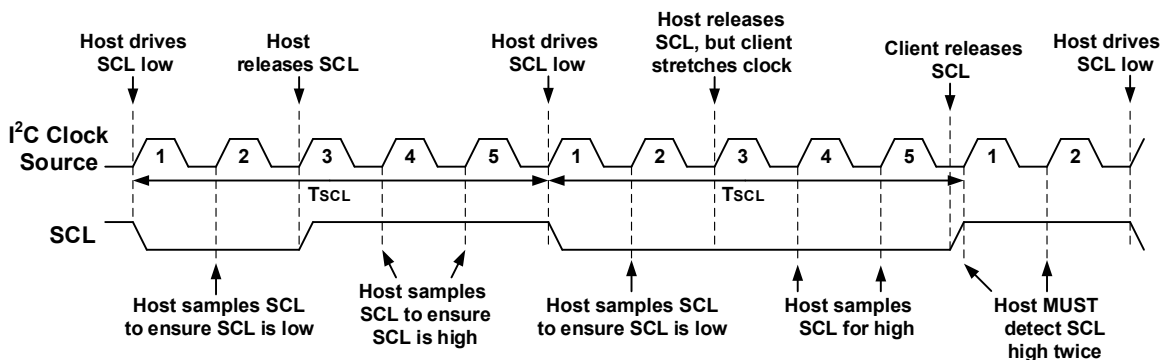 Host drives
SCL low
Host
releases SCL
Host drives
SCL low
Host releases
SCL, but client
stretches clock
Client releases
SCL
Host drives
SCL low
I²C Clock
Source
1 2 3 4 5 1 2 3 4 5 1 2
TSCL TSCL
SCL
Host samples SCL
to ensure SCL is low
Host samples
SCL to ensure
SCL is high
Host samples SCL
to ensure SCL is low
Host samples
SCL for high
Host MUST
detect SCL
high twice